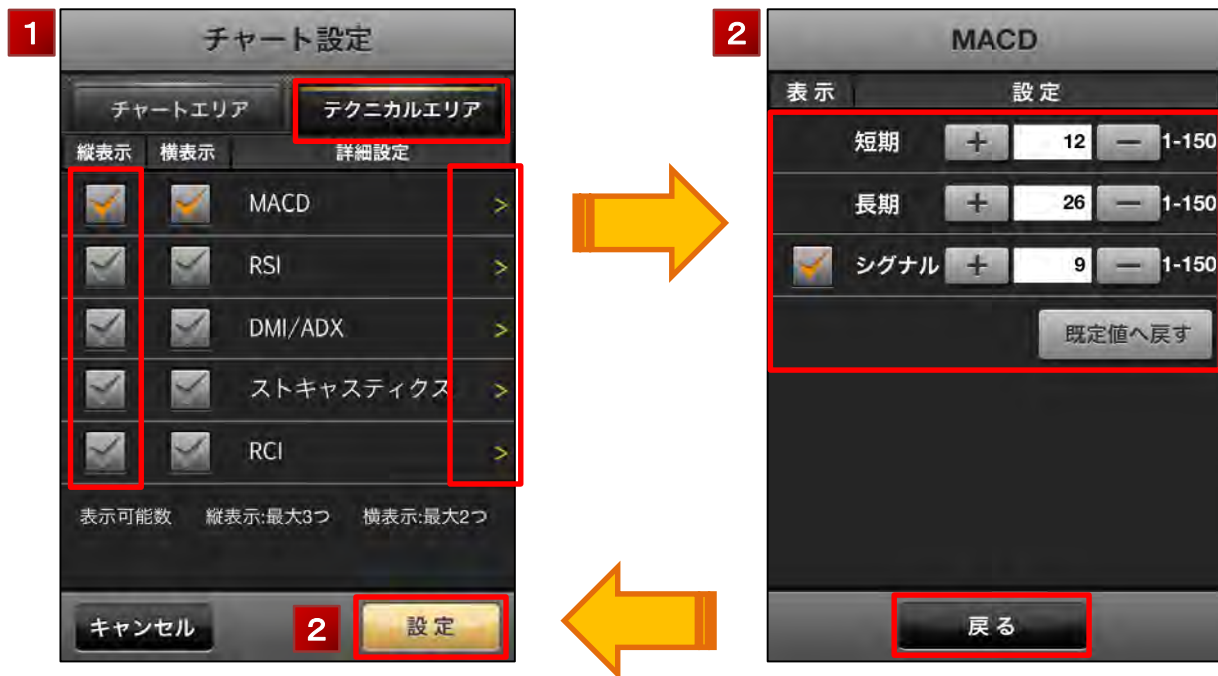 1
チャート設定
チャートエリア テクニカルエリア
縦表示 横表示 詳細設定
MACD >
RSI >
DMI/ADX >
ストキャスティクス >
RCI >
表示可能数 縦表示:最大3つ 横表示:最大2つ
キャンセル 2 設定
2
MACD
表示 設定
短期 + 12 − 1-150
長期 + 26 − 1-150
シグナル + 9 − 1-150
既定値へ戻す
戻る